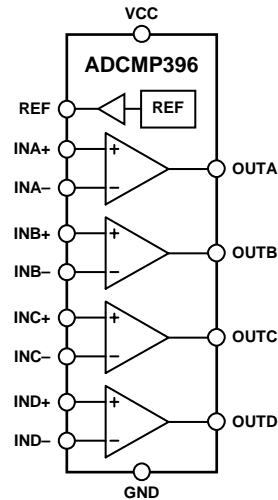 VCC
ADCMP396
REF
REF
INA+
+
OUTA
INA−
−
INB+
+
OUTB
INB−
−
INC+
+
OUTC
INC−
−
IND+
+
OUTD
IND−
−
GND